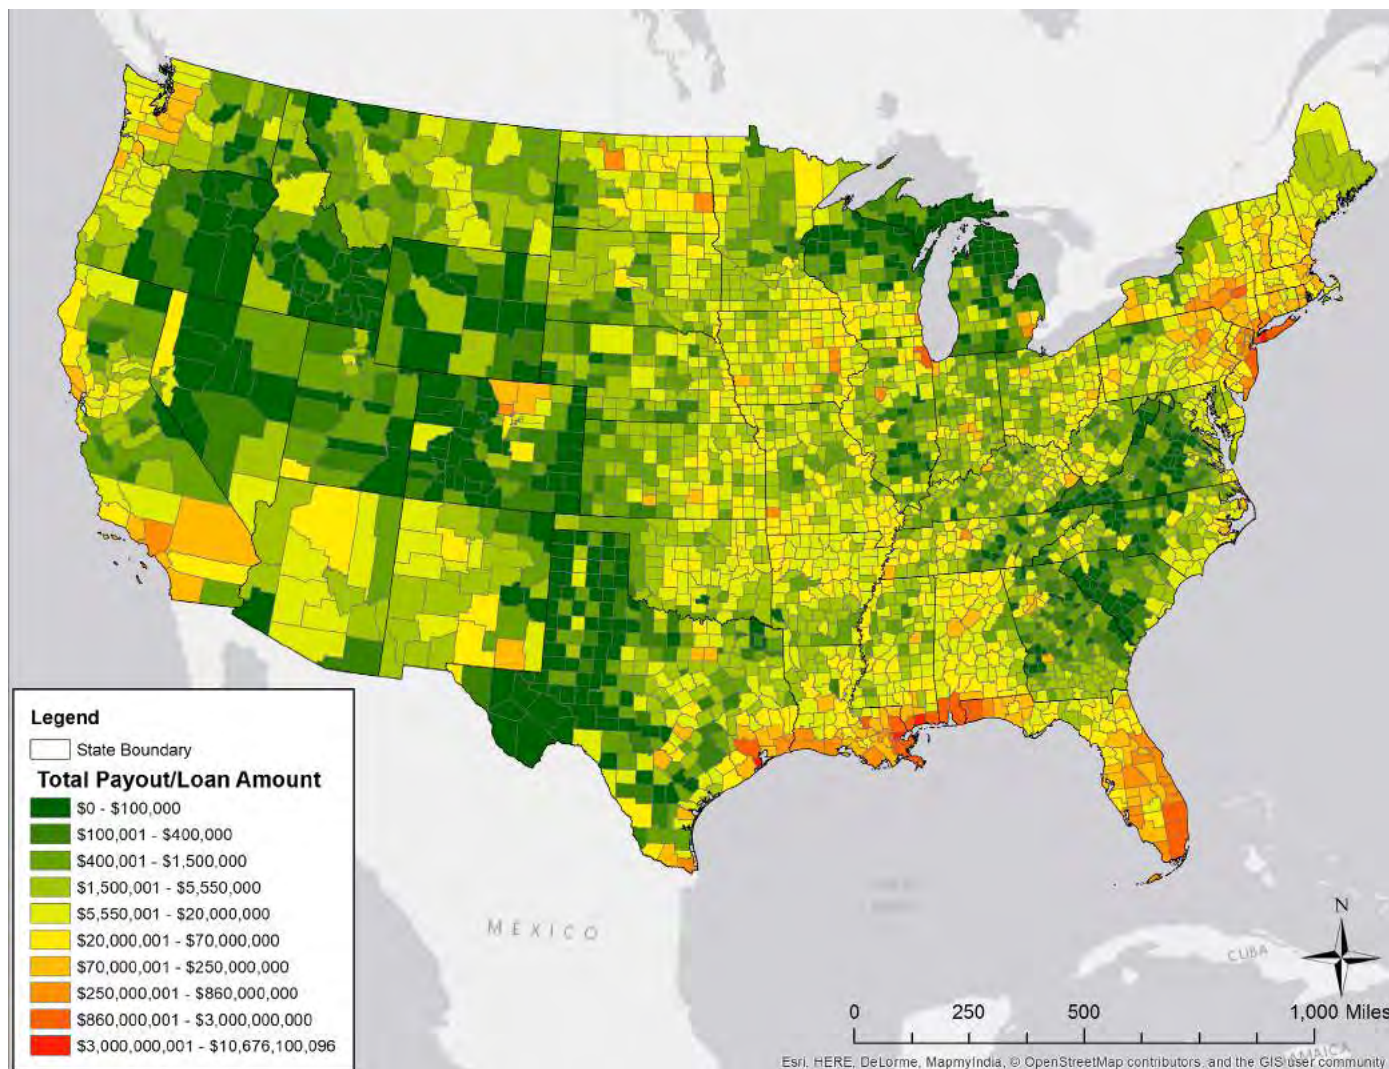 MEXICO
CUBA
N
Legend
State Boundary
Total Payout/Loan Amount
$0 - $100,000
$100,001 - $400,000
$400,001 - $1,500,000
$1,500,001 - $5,550,000
$5,550,001 - $20,000,000
$20,000,001 - $70,000,000
$70,000,001 - $250,000,000
$250,000,001 - $860,000,000
$860,000,001 - $3,000,000,000
$3,000,000,001 - $10,676,100,096
0 250 500 1,000 Miles
JAMAICA
Esri, HERE, DeLorme, MapmyIndia, © OpenStreetMap contributors, and the GIS user community